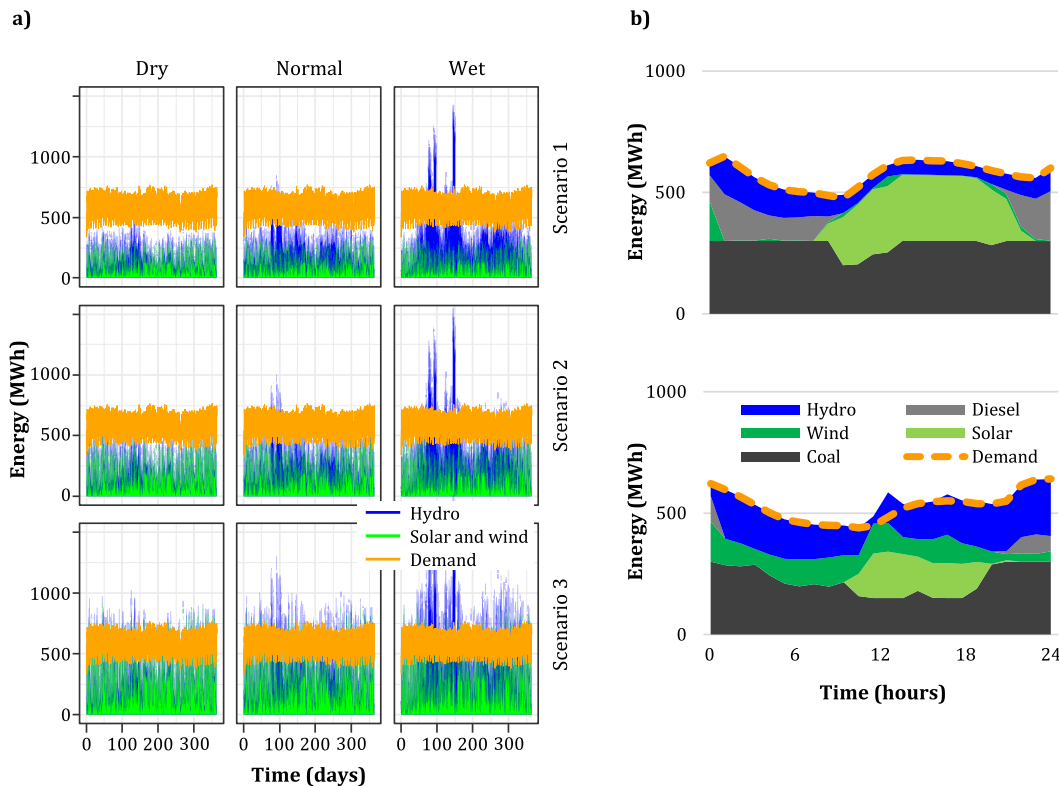 a)
b)
Dry
Normal
Wet
Energy (MWh)
1000
500
0
Scenario 1
1000
500
0
Scenario 2
1000
500
0
Scenario 3
Hydro
Solar and wind
Demand
0
100
200
300
0
100
200
300
0
100
200
300
Time (days)
1000
500
0
Energy (MWh)
1000
500
0
Energy (MWh)
Hydro
Diesel
Wind
Solar
Coal
Demand
0
6
12
18
24
Time (hours)